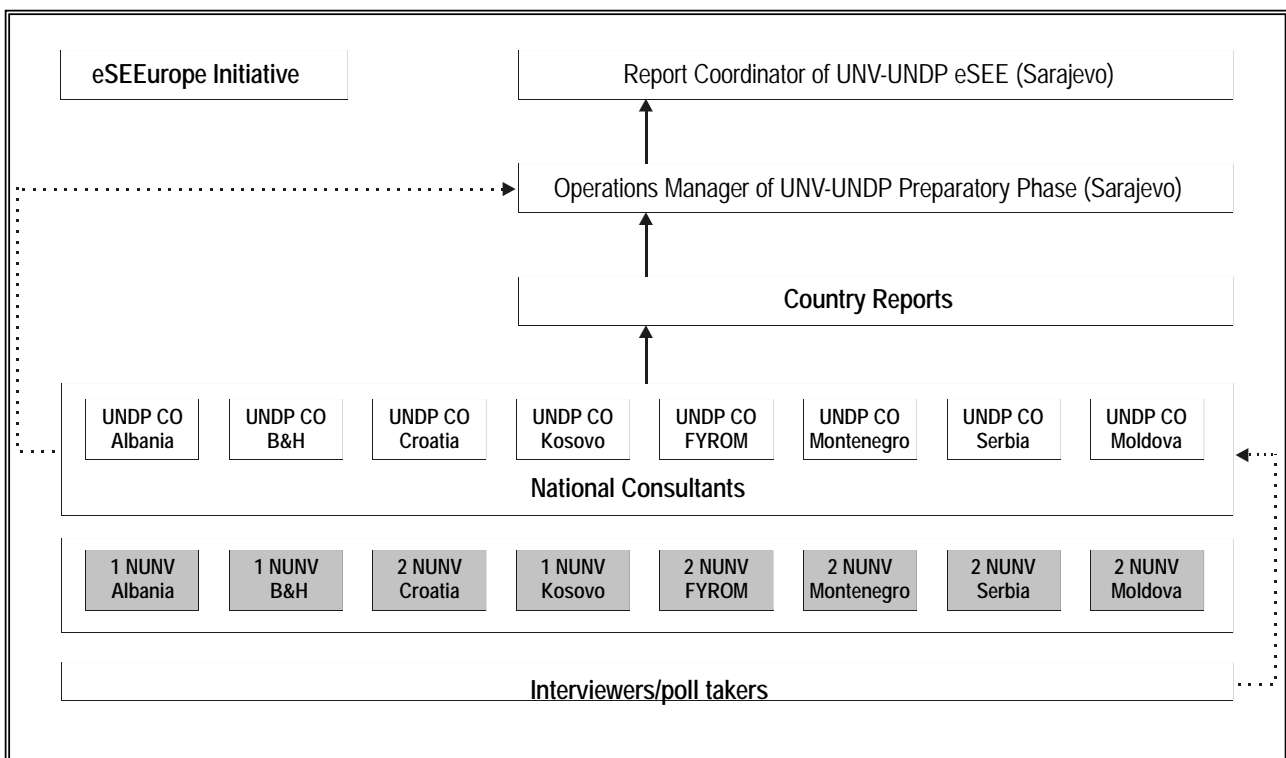 eSEEurope Initiative
Report Coordinator of UNV-UNDP eSEE (Sarajevo)
Operations Manager of UNV-UNDP Preparatory Phase (Sarajevo)
Country Reports
UNDP CO
Albania
UNDP CO
B&H
UNDP CO
Croatia
UNDP CO
Kosovo
UNDP CO
FYROM
UNDP CO
Montenegro
UNDP CO
Serbia
UNDP CO
Moldova
National Consultants
1 NUNV
Albania
1 NUNV
B&H
2 NUNV
Croatia
1 NUNV
Kosovo
2 NUNV
FYROM
2 NUNV
Montenegro
2 NUNV
Serbia
2 NUNV
Moldova
Interviewers/poll takers